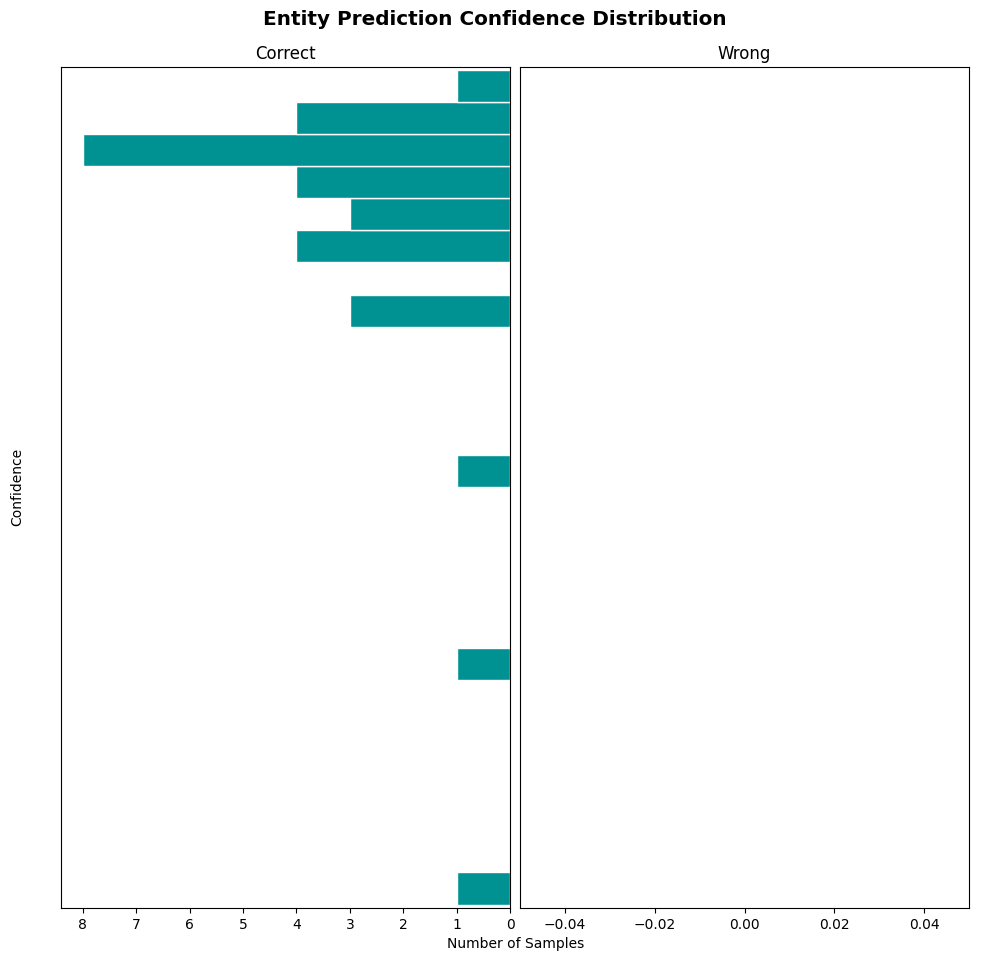 Entity Prediction Confidence Distribution
Correct
Wrong
Confidence
8 7 6 5 4 3 2 1 0
−0.04 −0.02 0.00 0.02 0.04
Number of Samples